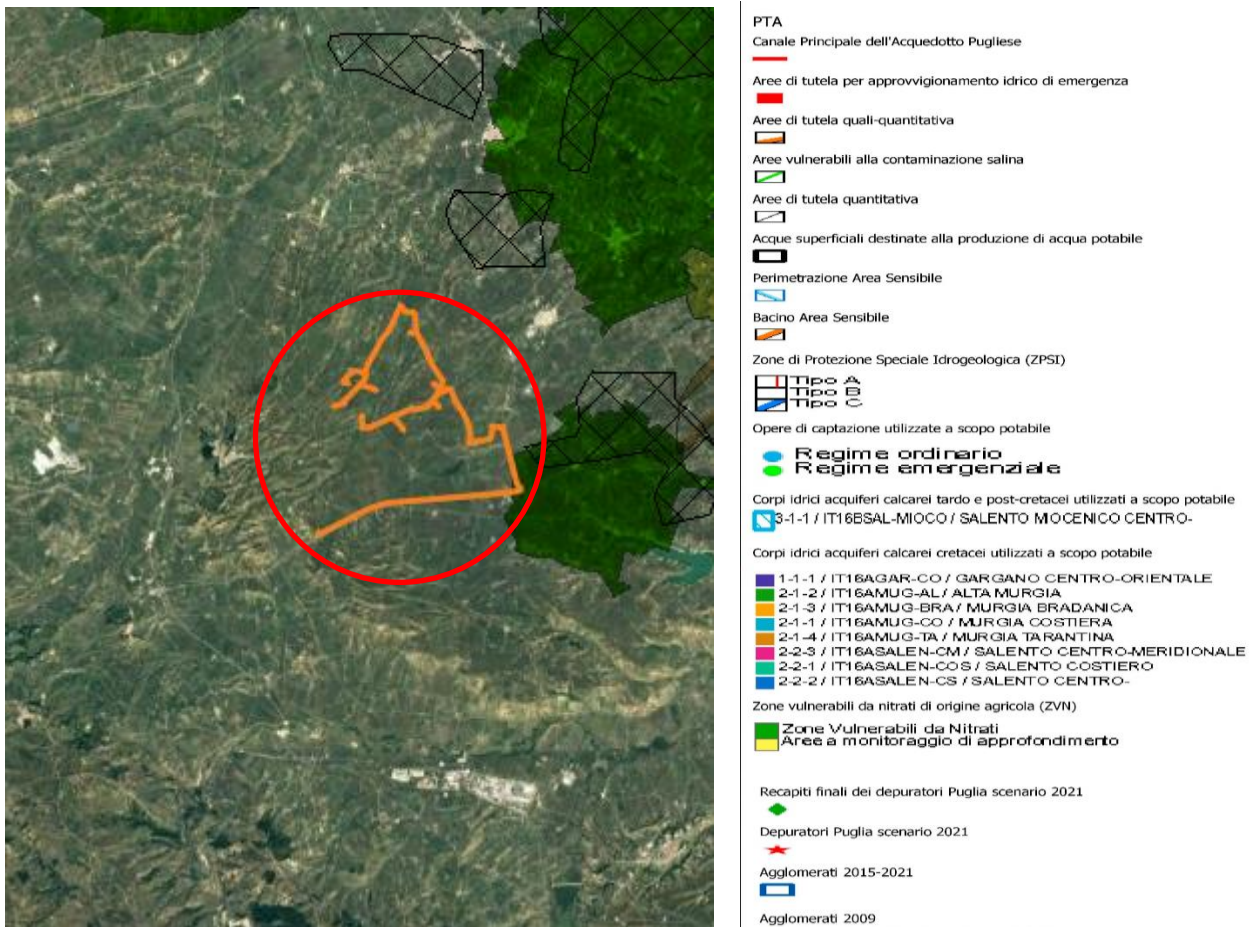 PTA
Canale Principale dell'Acquedotto Pugliese
Aree di tutela per approvvigionamento idrico di emergenza
Aree di tutela quali-quantitativa
Aree vulnerabili alla contaminazione salina
Aree di tutela quantitativa
Acque superficiali destinate alla produzione di acqua potabile
Perimetrazione Area Sensibile
Bacino Area Sensibile
Zone di Protezione Speciale Idrogeologica (ZPSI)
Tipo A
Tipo B
Tipo C
Opere di captazione utilizzate a scopo potabile
Regime ordinario
Regime emergenziale
Corpi idrici acquiferi calcarei tardo e post-cretacei utilizzati a scopo potabile
3-1-1 / IT16BSAL-MIOCO / SALENTO MIOCENICO CENTRO-
Corpi idrici acquiferi calcarei cretacei utilizzati a scopo potabile
1-1-1 / IT16AGAR-CO / GARGANO CENTRO-ORIENTALE
2-1-2 / IT16AMUG-AL / ALTA MURGIA
2-1-3 / IT16AMUG-BRA / MURGIA BRADANICA
2-1-1 / IT16AMUG-CO / MURGIA COSTIERA
2-1-4 / IT16AMUG-TA / MURGIA TARANTINA
2-2-3 / IT16ASALEN-CM / SALENTO CENTRO-MERIDIONALE
2-2-1 / IT16ASALEN-COS / SALENTO COSTIERO
2-2-2 / IT16ASALEN-CS / SALENTO CENTRO-
Zone vulnerabili da nitrati di origine agricola (ZVN)
Zone Vulnerabili da Nitrati
Aree a monitoraggio di approfondimento
Recapiti finali dei depuratori Puglia scenario 2021
Depuratori Puglia scenario 2021
Agglomerati 2015-2021
Agglomerati 2009